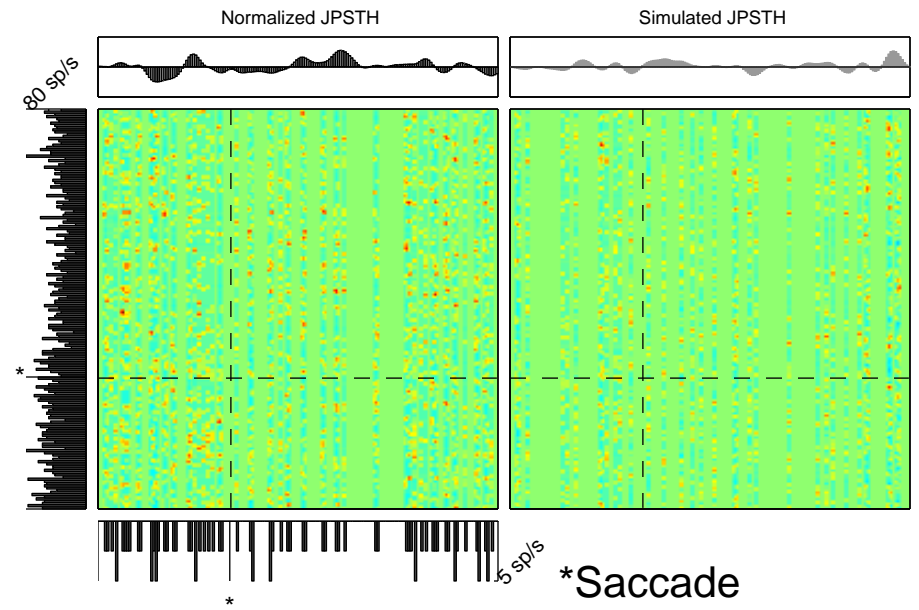 Normalized JPSTH
Simulated JPSTH
80 sp/s
*
5 sp/s
*Saccade
*